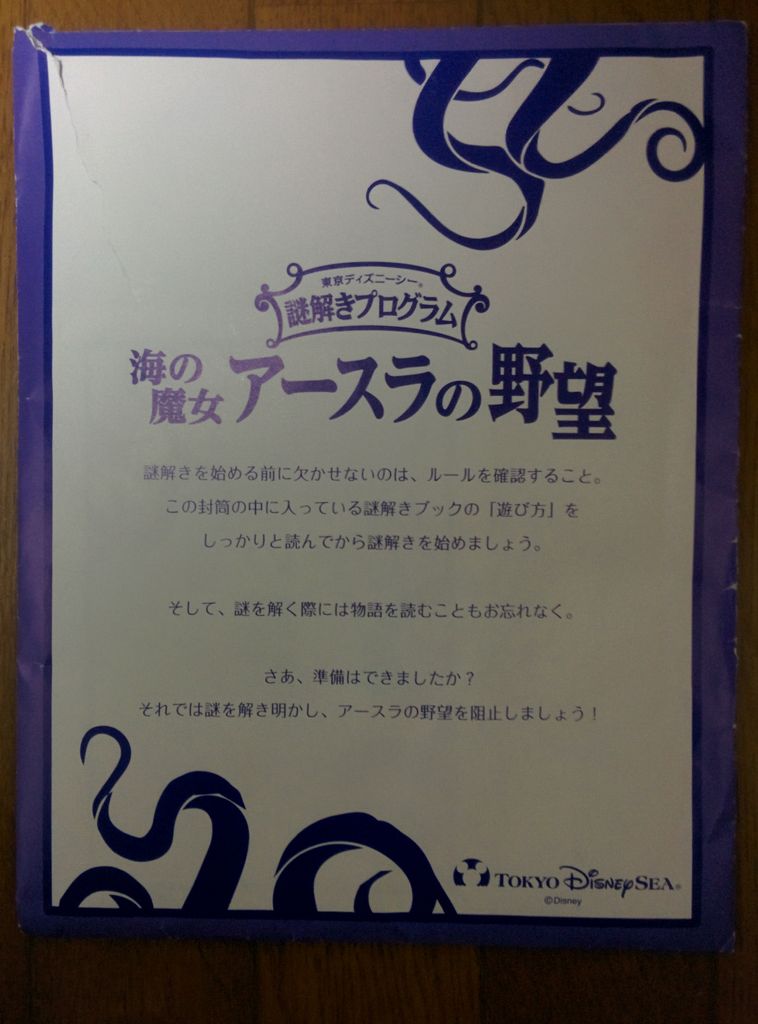 東京ディズニーシー®
謎解きプログラム
海の魔女 アースラの野望
謎解きを始める前に欠かせないのは、ルールを確認すること。
この封筒の中に入っている謎解きブックの「遊び方」を
しっかりと読んでから謎解きを始めましょう。
そして、謎を解く際には物語を読むこともお忘れなく。
さあ、準備はできましたか？
それでは謎を解き明かし、アースラの野望を阻止しましょう！
TOKYO DISNEYSEA®
©Disney